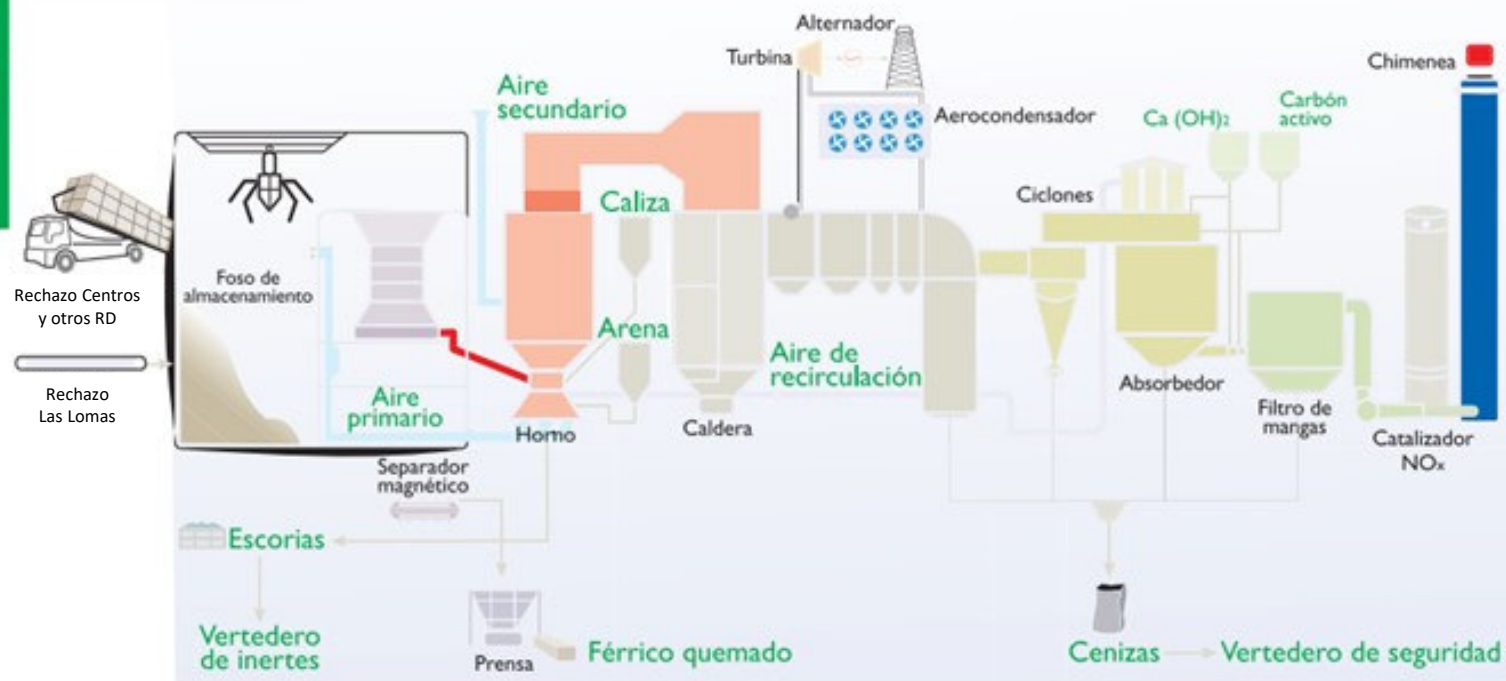 Alternador
Turbina
Chimenea
Aire
secundario
Aerocondensador
Ca (OH)2
Carbón
activo
Ciclones
Caliza
Foso de
almacenamiento
Rechazo Centros
y otros RD
Arena
Aire de
recirculación
Absorbedor
Rechazo
Las Lomas
Aire
primario
Horno
Caldera
Filtro de
mangas
Catalizador
NOx
Separador
magnético
Escorias
Vertedero
de inertes
Prensa
Férrico quemado
Cenizas
Vertedero de seguridad